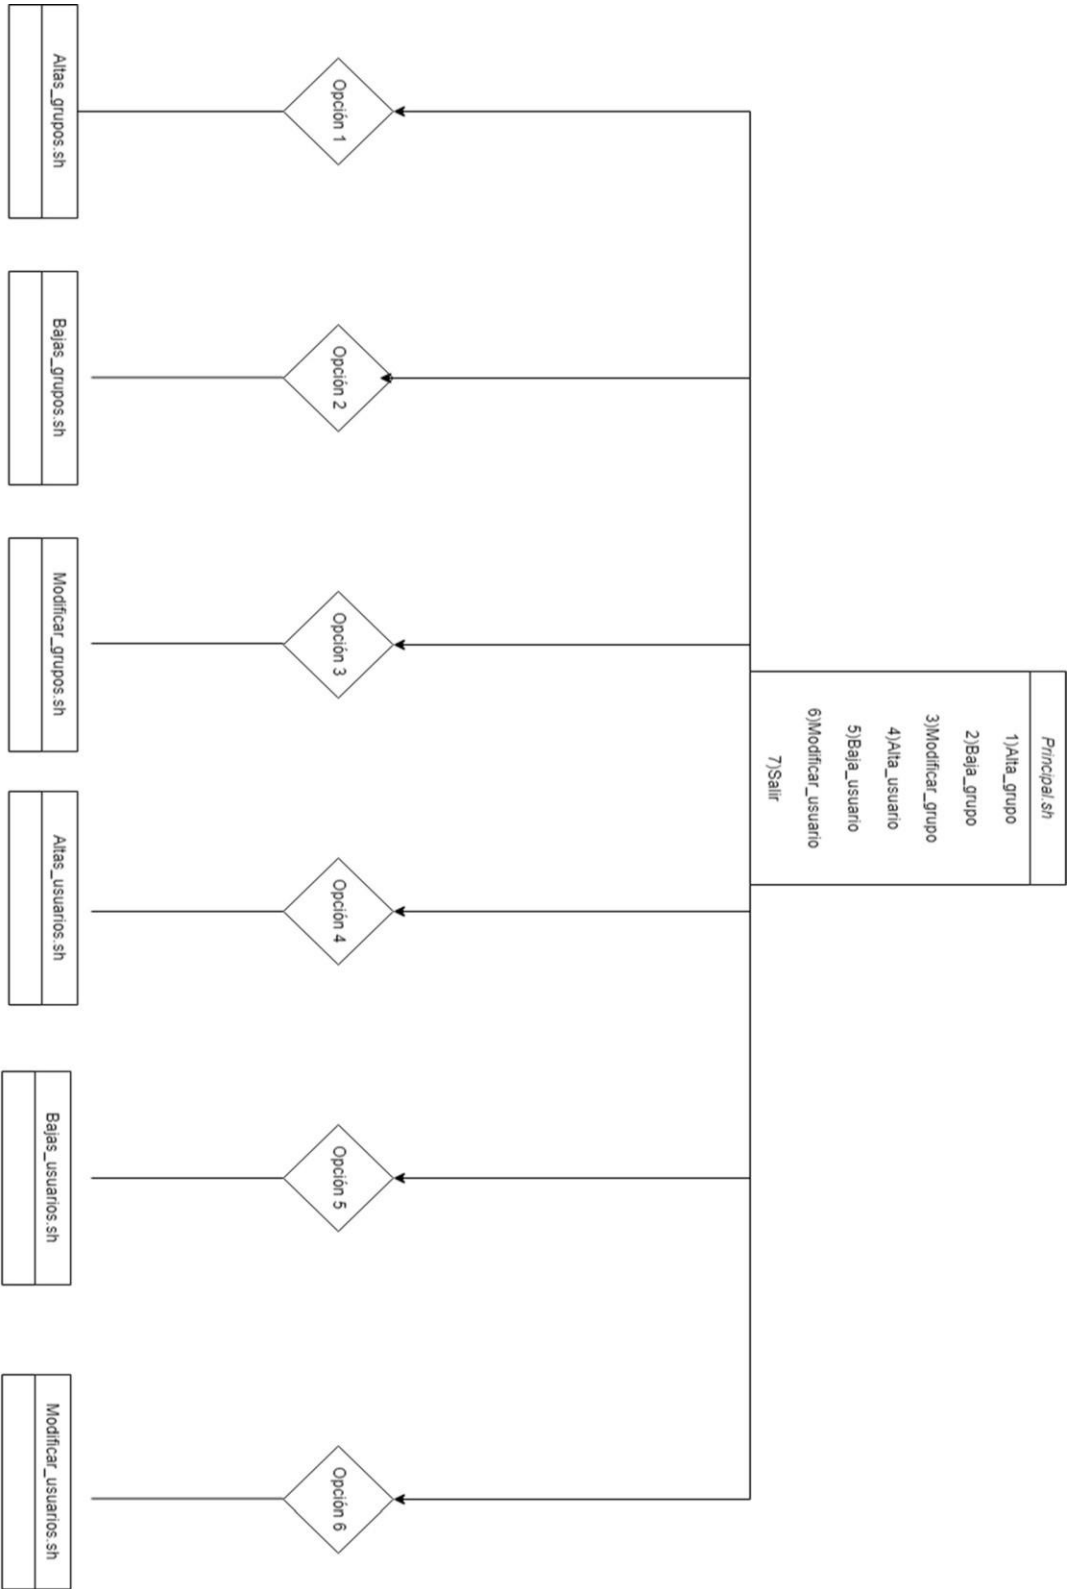 Principal.sh
1)Alta_grupo
2)Baja_grupo
3)Modificar_grupo
4)Alta_usuario
5)Baja_usuario
6)Modificar_usuario
7)Salir
Opción 1
Opción 2
Opción 3
Opción 4
Opción 5
Opción 6
Altas_grupos.sh
Bajas_grupos.sh
Modificar_grupos.sh
Altas_usuarios.sh
Bajas_usuarios.sh
Modificar_usuarios.sh